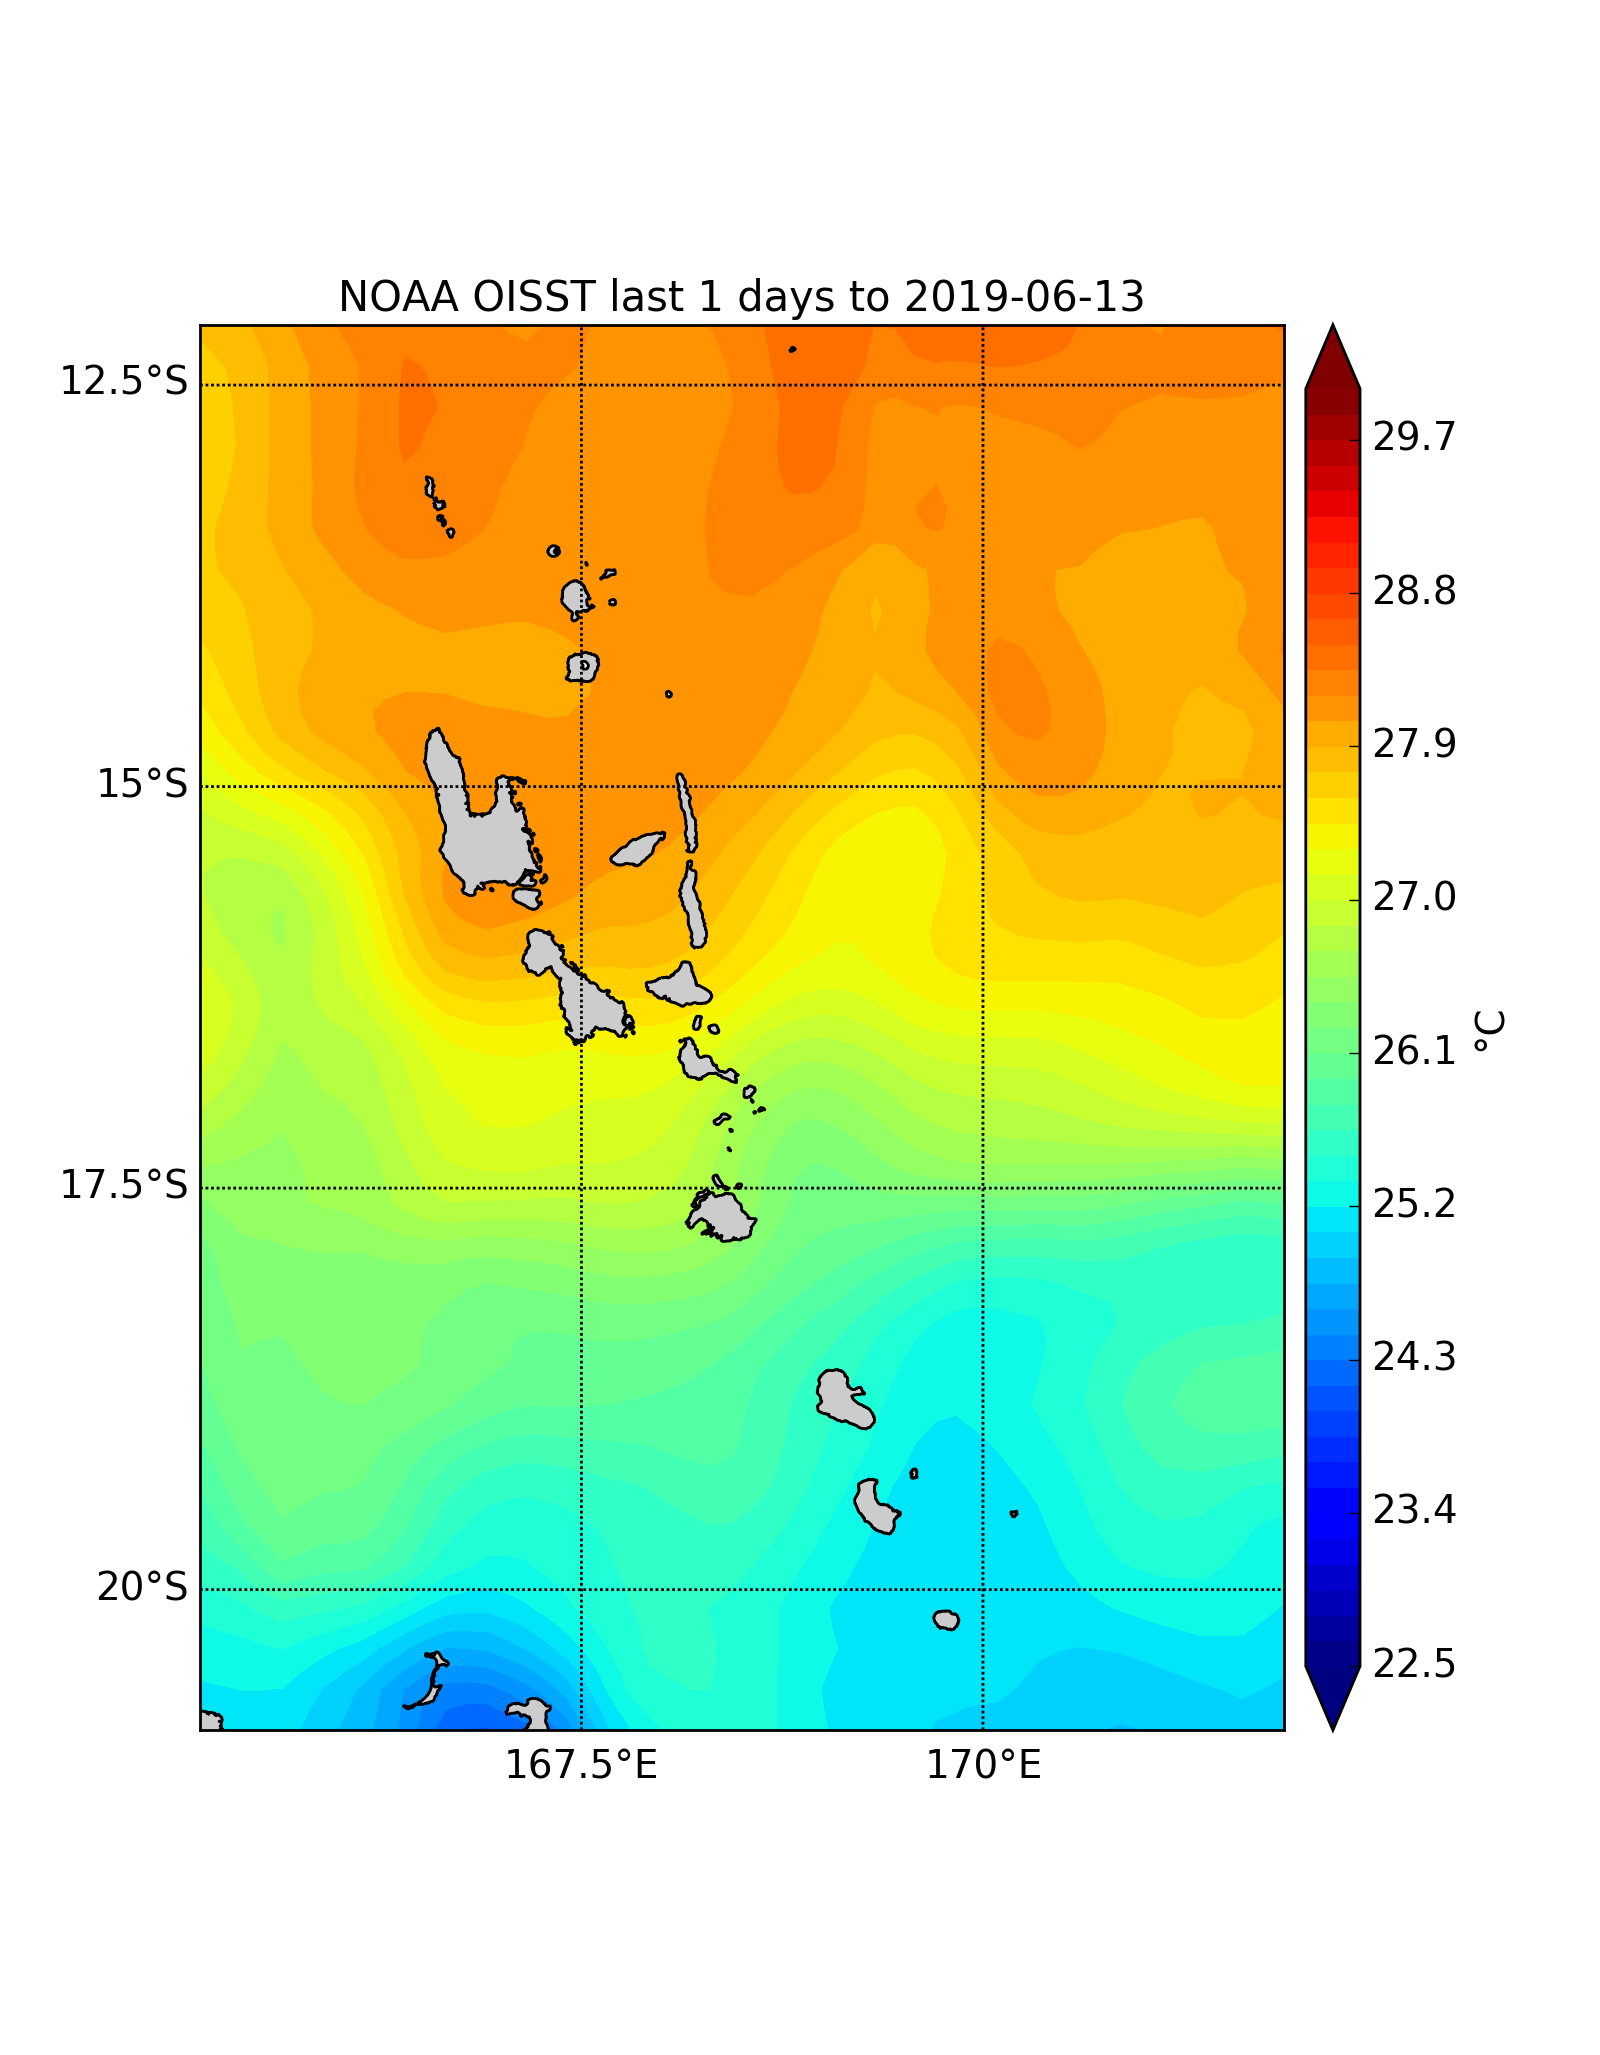 NOAA OISST last 1 days to 2019-06-13
12.5°S
15°S
17.5°S
20°S
167.5°E
170°E
29.7
28.8
27.9
27.0
26.1
25.2
24.3
23.4
22.5
°C